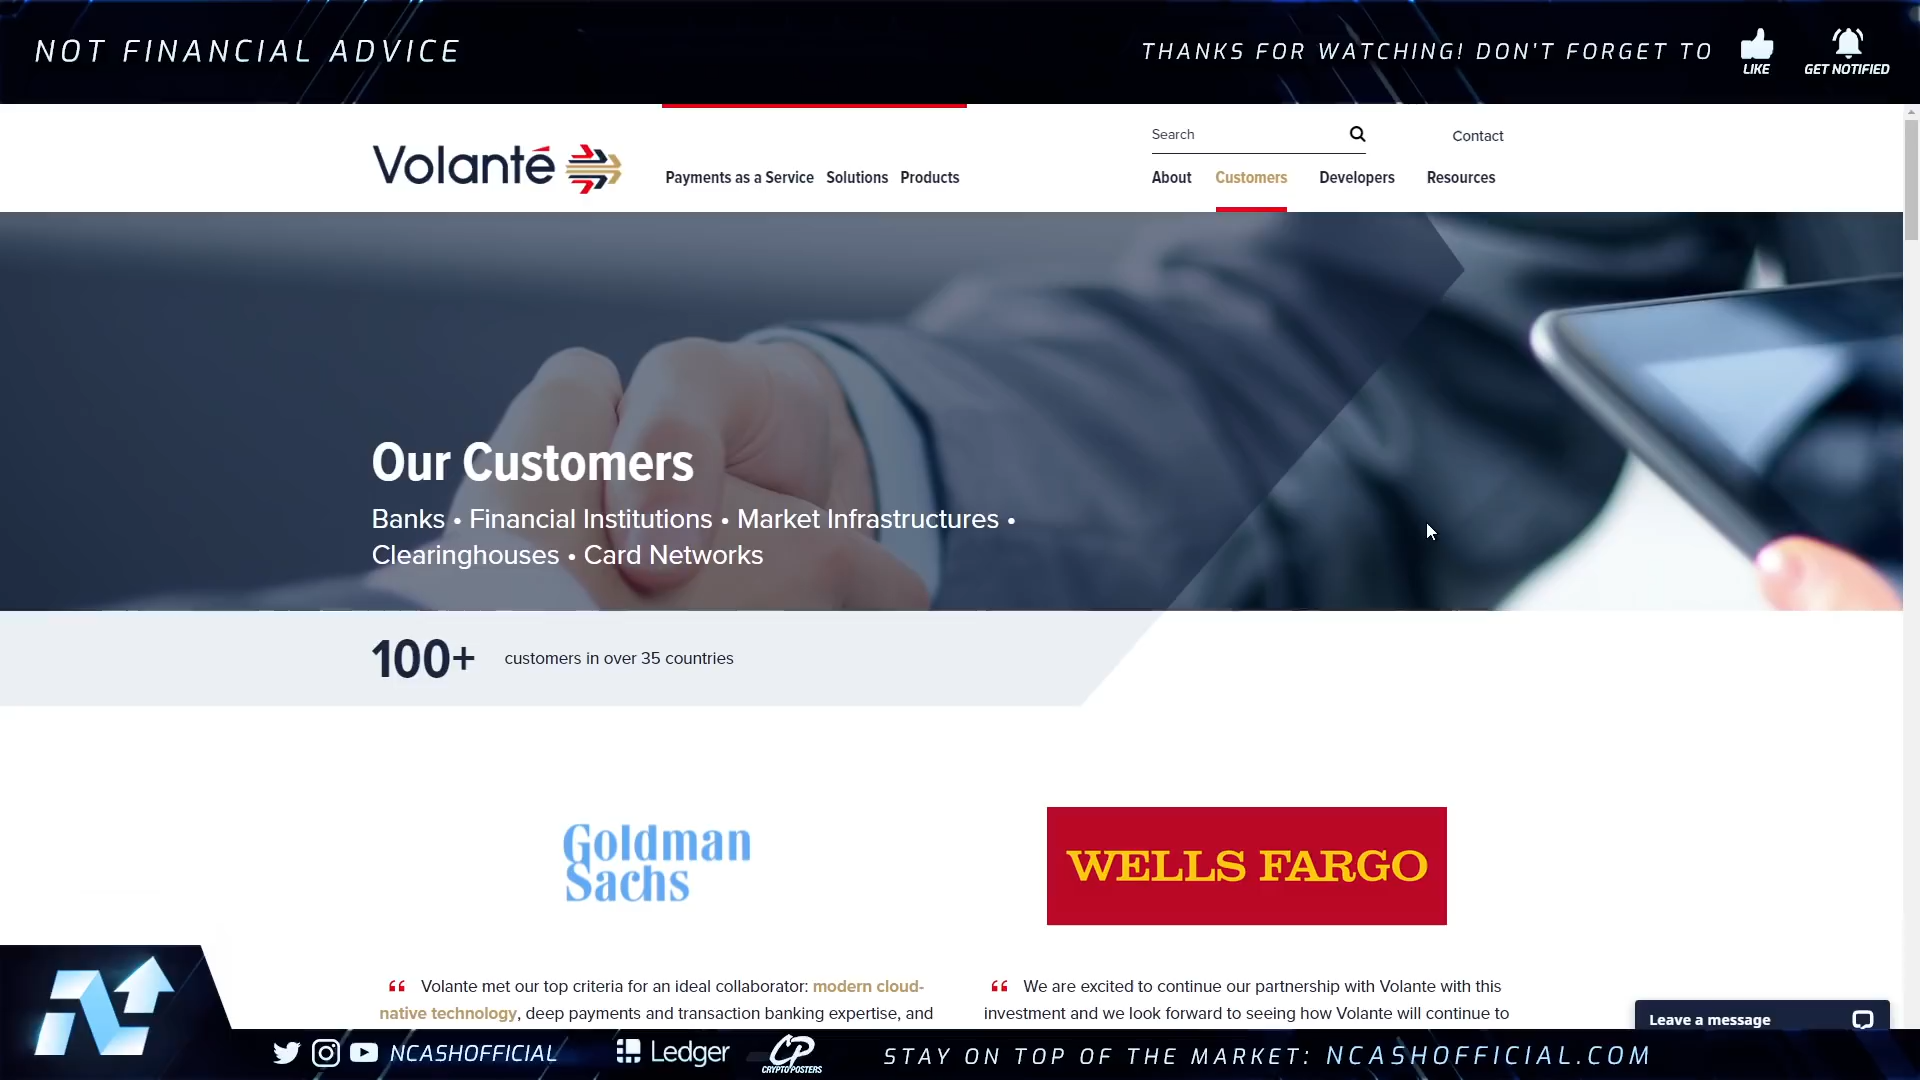 NOT FINANCIAL ADVICE
THANKS FOR WATCHING! DON'T FORGET TO
LIKE
GET NOTIFIED
Volanté
Search
Contact
Payments as a Service Solutions Products
About Customers Developers Resources
Our Customers
Banks • Financial Institutions • Market Infrastructures •
Clearinghouses • Card Networks
100+ customers in over 35 countries
Goldman
Sachs
WELLS FARGO
“ Volante met our top criteria for an ideal collaborator: modern cloud-
native technology, deep payments and transaction banking expertise, and
“ We are excited to continue our partnership with Volante with this
investment and we look forward to seeing how Volante will continue to
Leave a message
NCASHOFFICIAL
Ledger
CP
CRYPTOPOSTERS
STAY ON TOP OF THE MARKET: NCASHOFFICIAL.COM